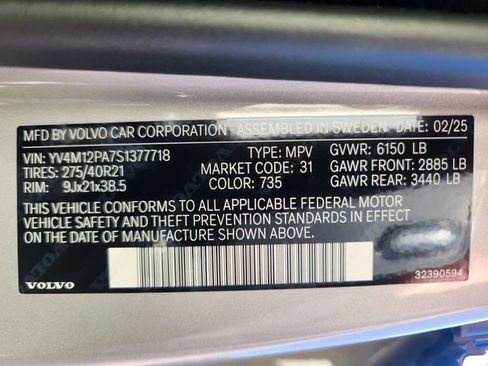 MFD BY VOLVO CAR CORPORATION. ASSEMBLED IN SWEDEN DATE: 02/25
VIN: YV4M12PA7S1377718 TYPE: MPV GVWR: 6150 LB
TIRES: 275/40R21 MARKET CODE: 31 GAWR FRONT: 2885 LB
RIM: 9Jx21x38.5 COLOR: 735 GAWR REAR: 3440 LB
THIS VEHICLE CONFORMS TO ALL APPLICABLE FEDERAL MOTOR
VEHICLE SAFETY AND THEFT PREVENTION STANDARDS IN EFFECT
ON THE DATE OF MANUFACTURE SHOWN ABOVE.
VOLVO 32390594